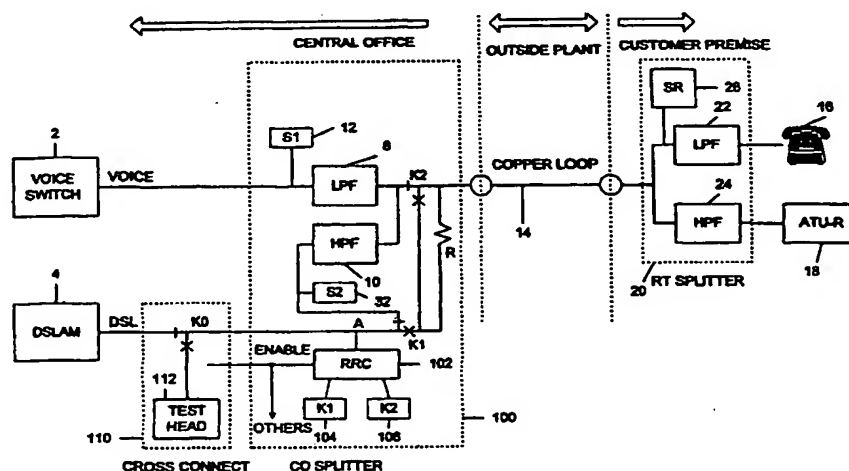 CENTRAL OFFICE
OUTSIDE PLANT
CUSTOMER PREMISE
2
VOICE SWITCH
VOICE
S1
12
8
LPF
K2
COPPER LOOP
14
SR
26
22
LPF
16
24
HPF
ATU-R
18
RT SPLITTER
20
HPF
10
R
S2
32
4
DSLAM
DSL
K0
A
K1
ENABLE
RRC
102
112
TEST HEAD
K1
K2
104
106
OTHERS
100
110
CROSS CONNECT
CO SPLITTER